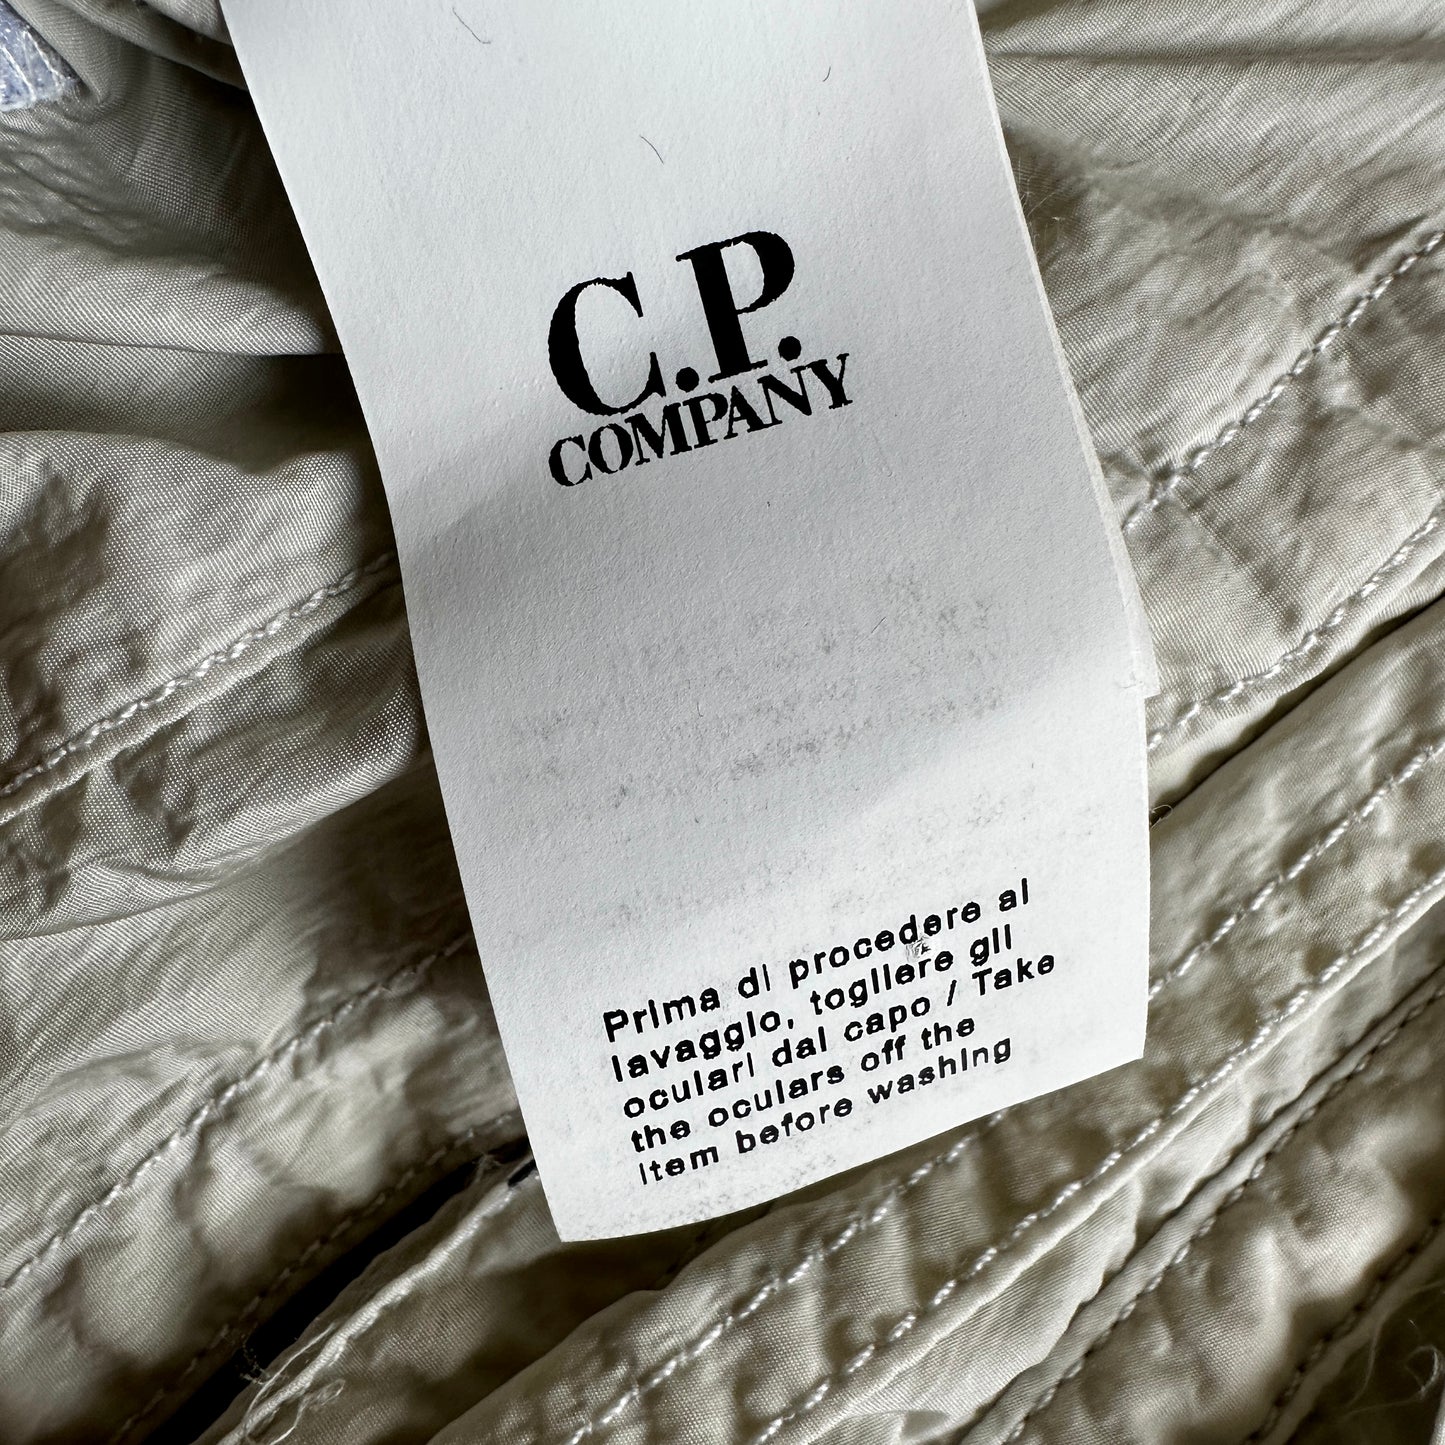 C.P.
COMPANY
Prima di procedere al
lavaggio, togliere gli
oculari dal capo / Take
the oculars off the
item before washing